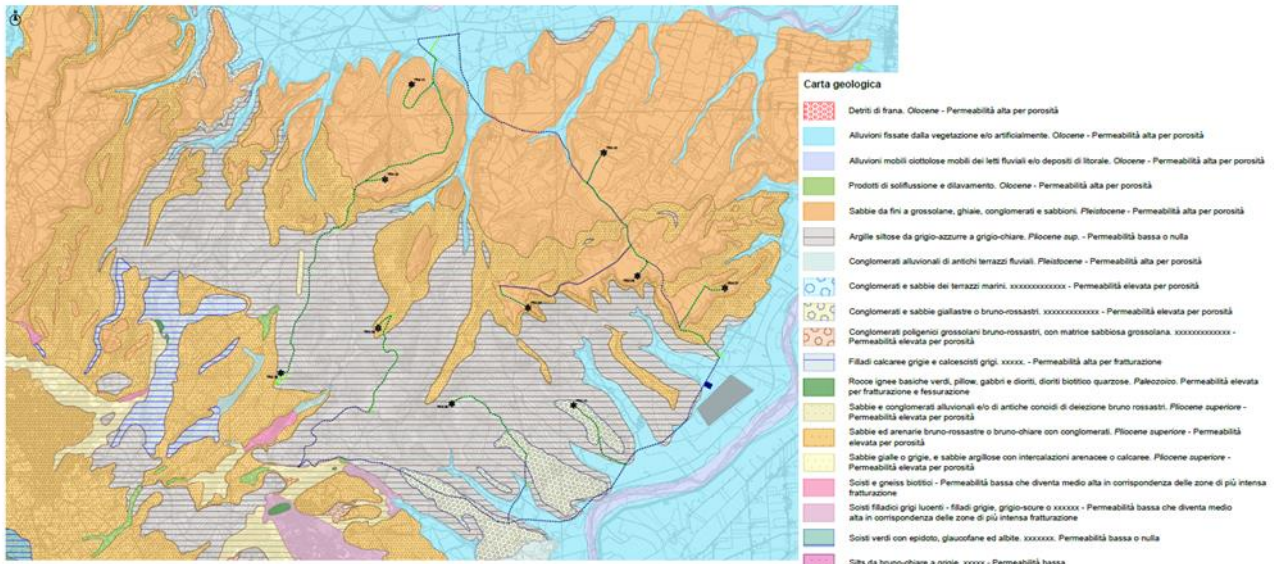 Carta geologica
Detriti di frana. Olocene - Permeabilità alta per porosità
Alluvioni fissate dalla vegetazione e/o artificialmente. Olocene - Permeabilità alta per porosità
Alluvioni mobili ciottolose mobili dei letti fluviali e/o depositi di litorale. Olocene - Permeabilità alta per porosità
Prodotti di soliflussione e dilavamento. Olocene - Permeabilità alta per porosità
Sabbie da fini a grossolane, ghiaie, conglomerati e sabbioni. Pleistocene - Permeabilità alta per porosità
Argille siltose da grigio-azzurre a grigio-chiare. Pliocene sup. - Permeabilità bassa o nulla
Conglomerati alluvionali di antichi terrazzi fluviali. Pleistocene - Permeabilità alta per porosità
Conglomerati e sabbie dei terrazzi marini. xxxxxxxxxxxxx - Permeabilità elevata per porosità
Conglomerati e sabbie giallastre o bruno-rossastri. xxxxxxxxxxxxx - Permeabilità elevata per porosità
Conglomerati poligenici grossolani bruno-rossastri, con matrice sabbiosa grossolana. xxxxxxxxxxxxx -
Permeabilità elevata per porosità
Filladi calcaree grigie e calcescisti grigi. xxxxx. - Permeabilità alta per fratturazione
Rocce ignee basiche verdi, pillow, gabbri e dioriti, dioriti biotitico quarzose. Paleozoico. Permeabilità elevata
per fratturazione e fessurazione
Sabbie e conglomerati alluvionali e/o di antiche conoidi di deiezione bruno rossastri. Pliocene superiore -
Permeabilità elevata per porosità
Sabbie ed arenarie bruno-rossastre o bruno-chiare con conglomerati. Pliocene superiore - Permeabilità
elevata per porosità
Sabbie gialle o grigie, e sabbie argillose con intercalazioni arenacee o calcaree. Pliocene superiore -
Permeabilità elevata per porosità
Scisti e gneiss biotitici - Permeabilità bassa che diventa medio alta in corrispondenza delle zone di più intensa
fratturazione
Scisti filladici grigi lucenti - filladi grigie, grigio-scure o xxxxxx - Permeabilità bassa che diventa medio
alta in corrispondenza delle zone di più intensa fratturazione
Scisti verdi con epidoto, glaucofane ed albite. xxxxxxx. Permeabilità bassa o nulla
Silts da bruno-chiare a grigie. xxxxx - Permeabilità bassa